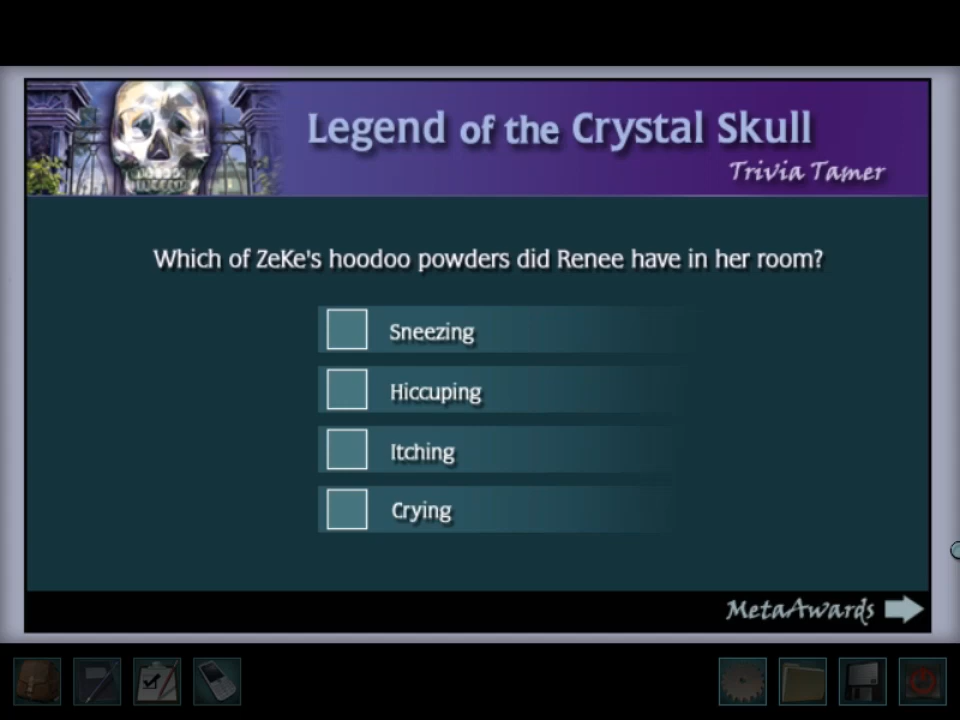 Legend of the Crystal Skull
Trivia Tamer
Which of ZeKe's hoodoo powders did Renee have in her room?
Sneezing
Hiccuping
Itching
Crying
MetaAwards